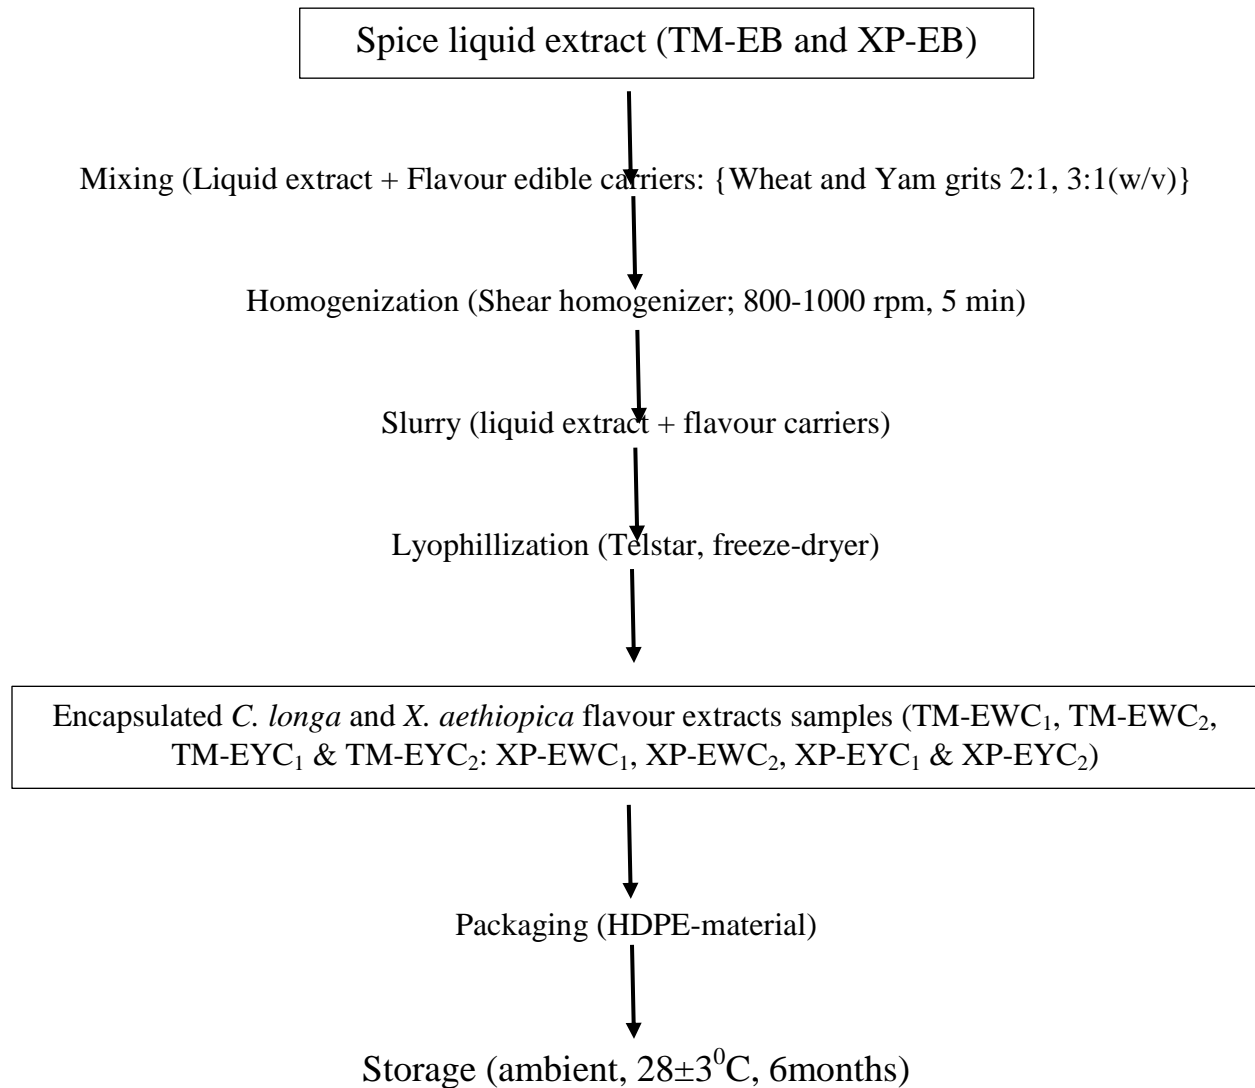 Spice liquid extract (TM-EB and XP-EB)
Mixing (Liquid extract + Flavour edible carriers: {Wheat and Yam grits 2:1, 3:1(w/v)}
Homogenization (Shear homogenizer; 800-1000 rpm, 5 min)
Slurry (liquid extract + flavour carriers)
Lyophillization (Telstar, freeze-dryer)
Encapsulated C. longa and X. aethiopica flavour extracts samples (TM-EWC₁, TM-EWC₂,
TM-EYC₁ & TM-EYC₂: XP-EWC₁, XP-EWC₂, XP-EYC₁ & XP-EYC₂)
Packaging (HDPE-material)
Storage (ambient, 28±3⁰C, 6months)